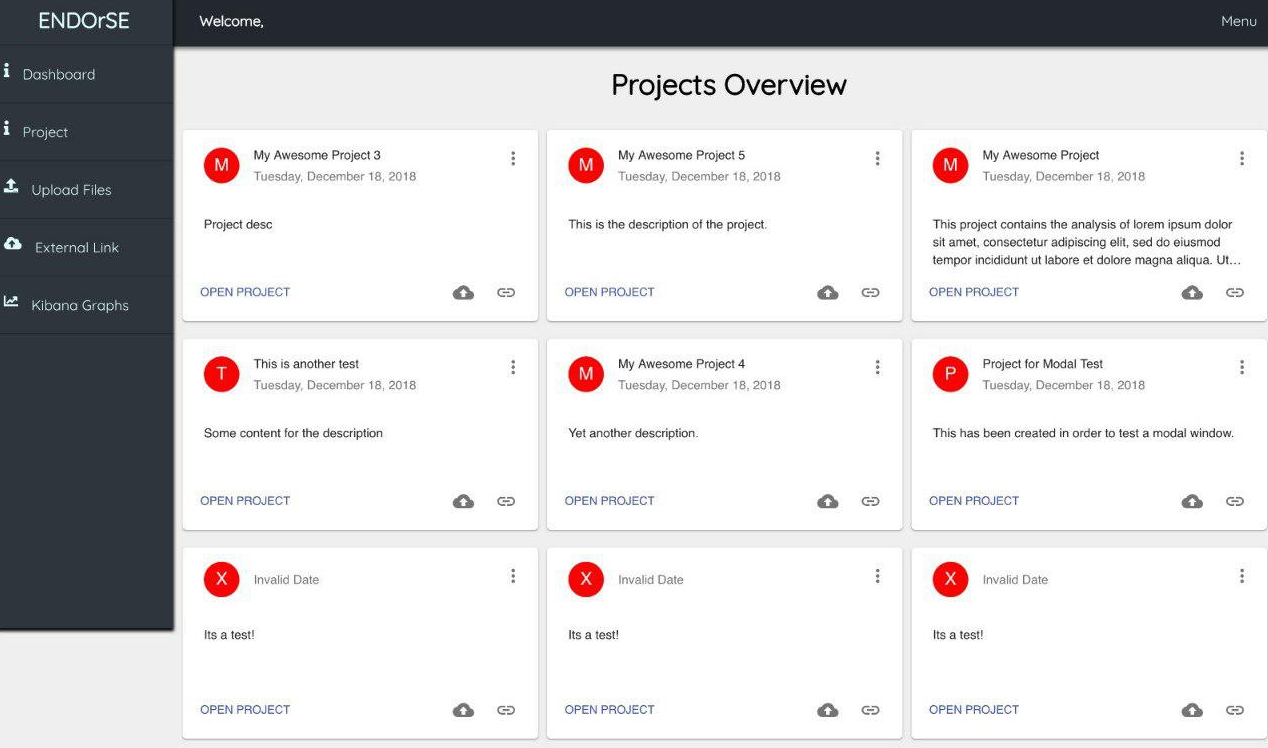 ENDOrSE
Welcome,
Menu
Dashboard
Project
Upload Files
External Link
Kibana Graphs
Projects Overview
M
My Awesome Project 3
Tuesday, December 18, 2018
Project desc
OPEN PROJECT
M
My Awesome Project 5
Tuesday, December 18, 2018
This is the description of the project.
OPEN PROJECT
M
My Awesome Project
Tuesday, December 18, 2018
This project contains the analysis of lorem ipsum dolor
sit amet, consectetur adipiscing elit, sed do eiusmod
tempor incididunt ut labore et dolore magna aliqua. Ut...
OPEN PROJECT
T
This is another test
Tuesday, December 18, 2018
Some content for the description
OPEN PROJECT
M
My Awesome Project 4
Tuesday, December 18, 2018
Yet another description.
OPEN PROJECT
P
Project for Modal Test
Tuesday, December 18, 2018
This has been created in order to test a modal window.
OPEN PROJECT
X
Invalid Date
Its a test!
OPEN PROJECT
X
Invalid Date
Its a test!
OPEN PROJECT
X
Invalid Date
Its a test!
OPEN PROJECT